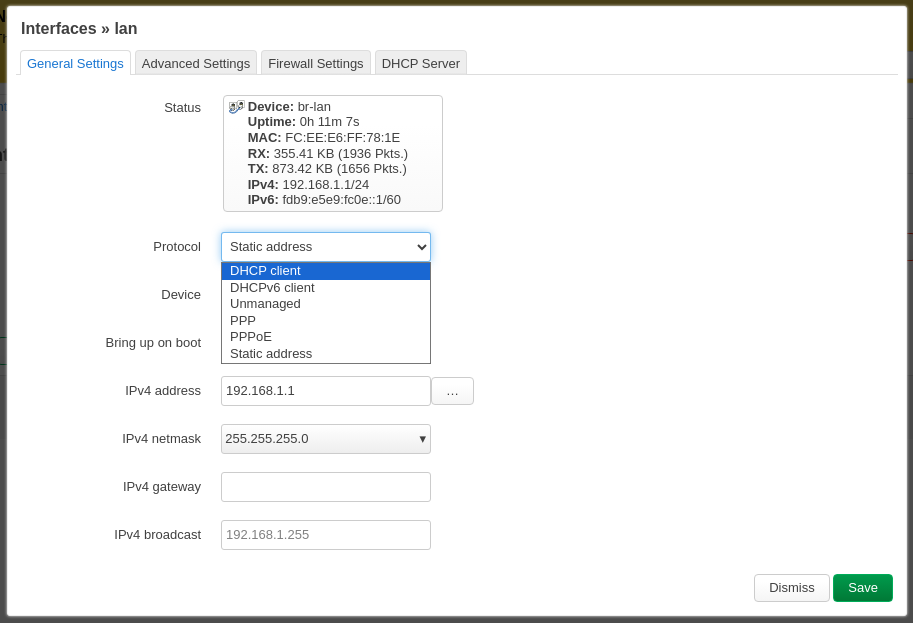 Interfaces » lan
General Settings
Advanced Settings
Firewall Settings
DHCP Server
Status
Device: br-lan
Uptime: 0h 11m 7s
MAC: FC:EE:E6:FF:78:1E
RX: 355.41 KB (1936 Pkts.)
TX: 873.42 KB (1656 Pkts.)
IPv4: 192.168.1.1/24
IPv6: fdb9:e5e9:fc0e::1/60
Protocol
Static address
DHCP client
DHCPv6 client
Unmanaged
PPP
PPPoE
Static address
Device
Bring up on boot
IPv4 address
192.168.1.1
...
IPv4 netmask
255.255.255.0
IPv4 gateway
IPv4 broadcast
192.168.1.255
Dismiss
Save